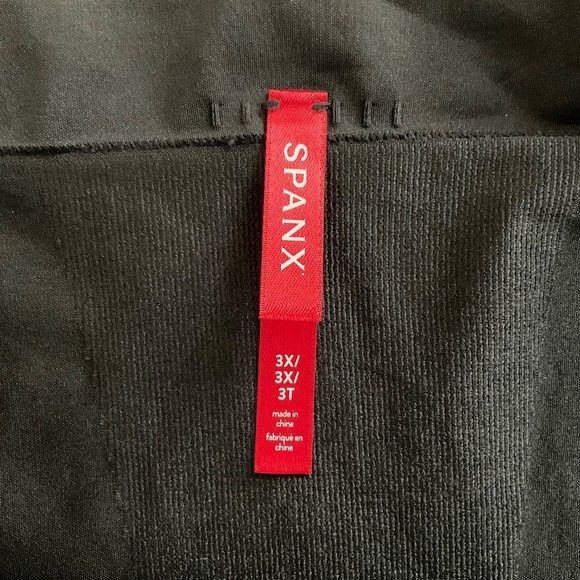 SPANX
3X/
3X/
3T
made in
china
fabriqué en
chine